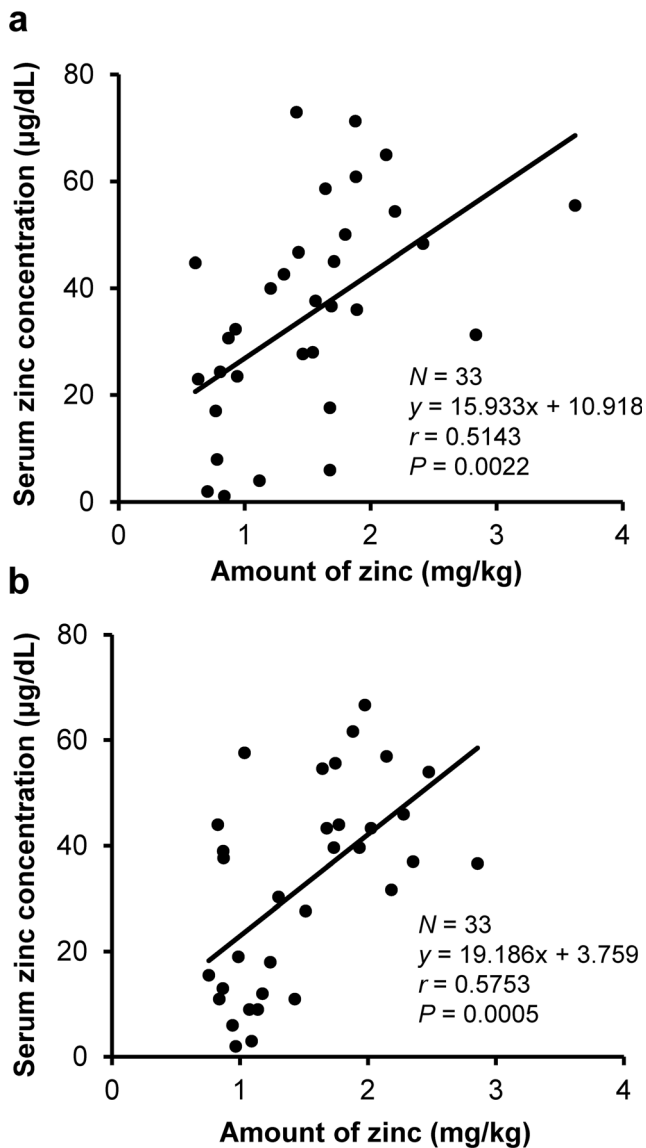 a
Serum zinc concentration (µg/dL)
80
60
40
20
0
N = 33
y = 15.933x + 10.918
r = 0.5143
P = 0.0022
0 1 2 3 4
Amount of zinc (mg/kg)
b
Serum zinc concentration (µg/dL)
80
60
40
20
0
N = 33
y = 19.186x + 3.759
r = 0.5753
P = 0.0005
0 1 2 3 4
Amount of zinc (mg/kg)